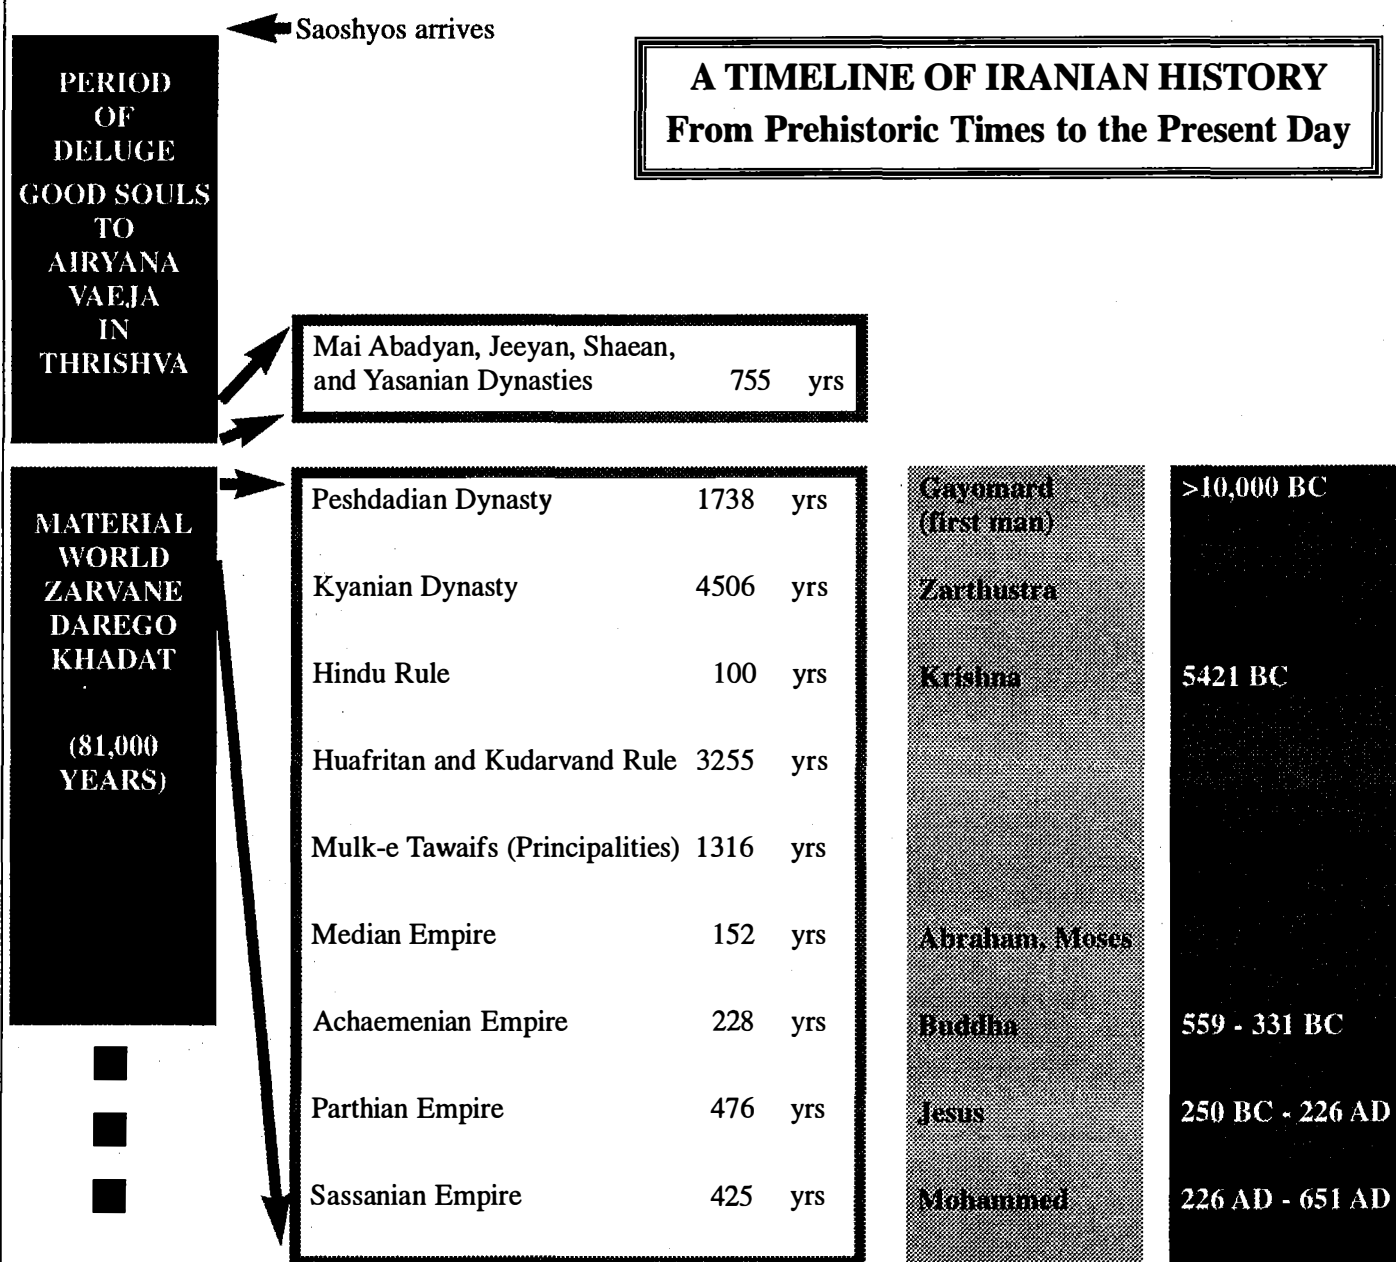 Saoshyos arrives
A TIMELINE OF IRANIAN HISTORY
From Prehistoric Times to the Present Day
PERIOD
OF
DELUGE
GOOD SOULS
TO
AIRYANA
VAEJA
IN
THRISHVA
Mai Abadyan, Jeeyan, Shaean,
and Yasanian Dynasties 755 yrs
MATERIAL
WORLD
ZARVANE
DAREGO
KHADAT
(81,000
YEARS)
Peshdadian Dynasty 1738 yrs Gayomard >10,000 BC
(first man)
Kyanian Dynasty 4506 yrs Zarthustra
Hindu Rule 100 yrs Krishna 5421 BC
Huafritan and Kudarvand Rule 3255 yrs
Mulk-e Tawaifs (Principalities) 1316 yrs
Median Empire 152 yrs Abraham, Moses
Achaemenian Empire 228 yrs Buddha 559 - 331 BC
Parthian Empire 476 yrs Jesus 250 BC - 226 AD
Sassanian Empire 425 yrs Mohammed 226 AD - 651 AD